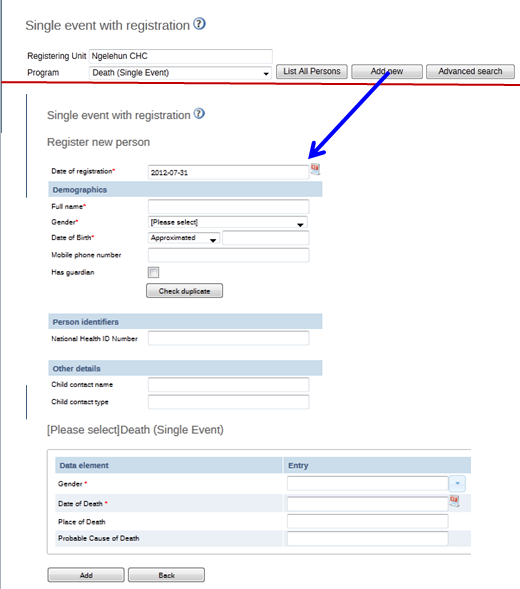 Single event with registration ?
Registering Unit Ngelehun CHC
Program Death (Single Event) List All Persons Add new Advanced search
Single event with registration ?
Register new person
Date of registration* 2012-07-31
Demographics
Full name*
Gender* [Please select]
Date of Birth* Approximated
Mobile phone number
Has guardian
Check duplicate
Person identifiers
National Health ID Number
Other details
Child contact name
Child contact type
[Please select]Death (Single Event)
Data element Entry
Gender *
Date of Death *
Place of Death
Probable Cause of Death
Add Back